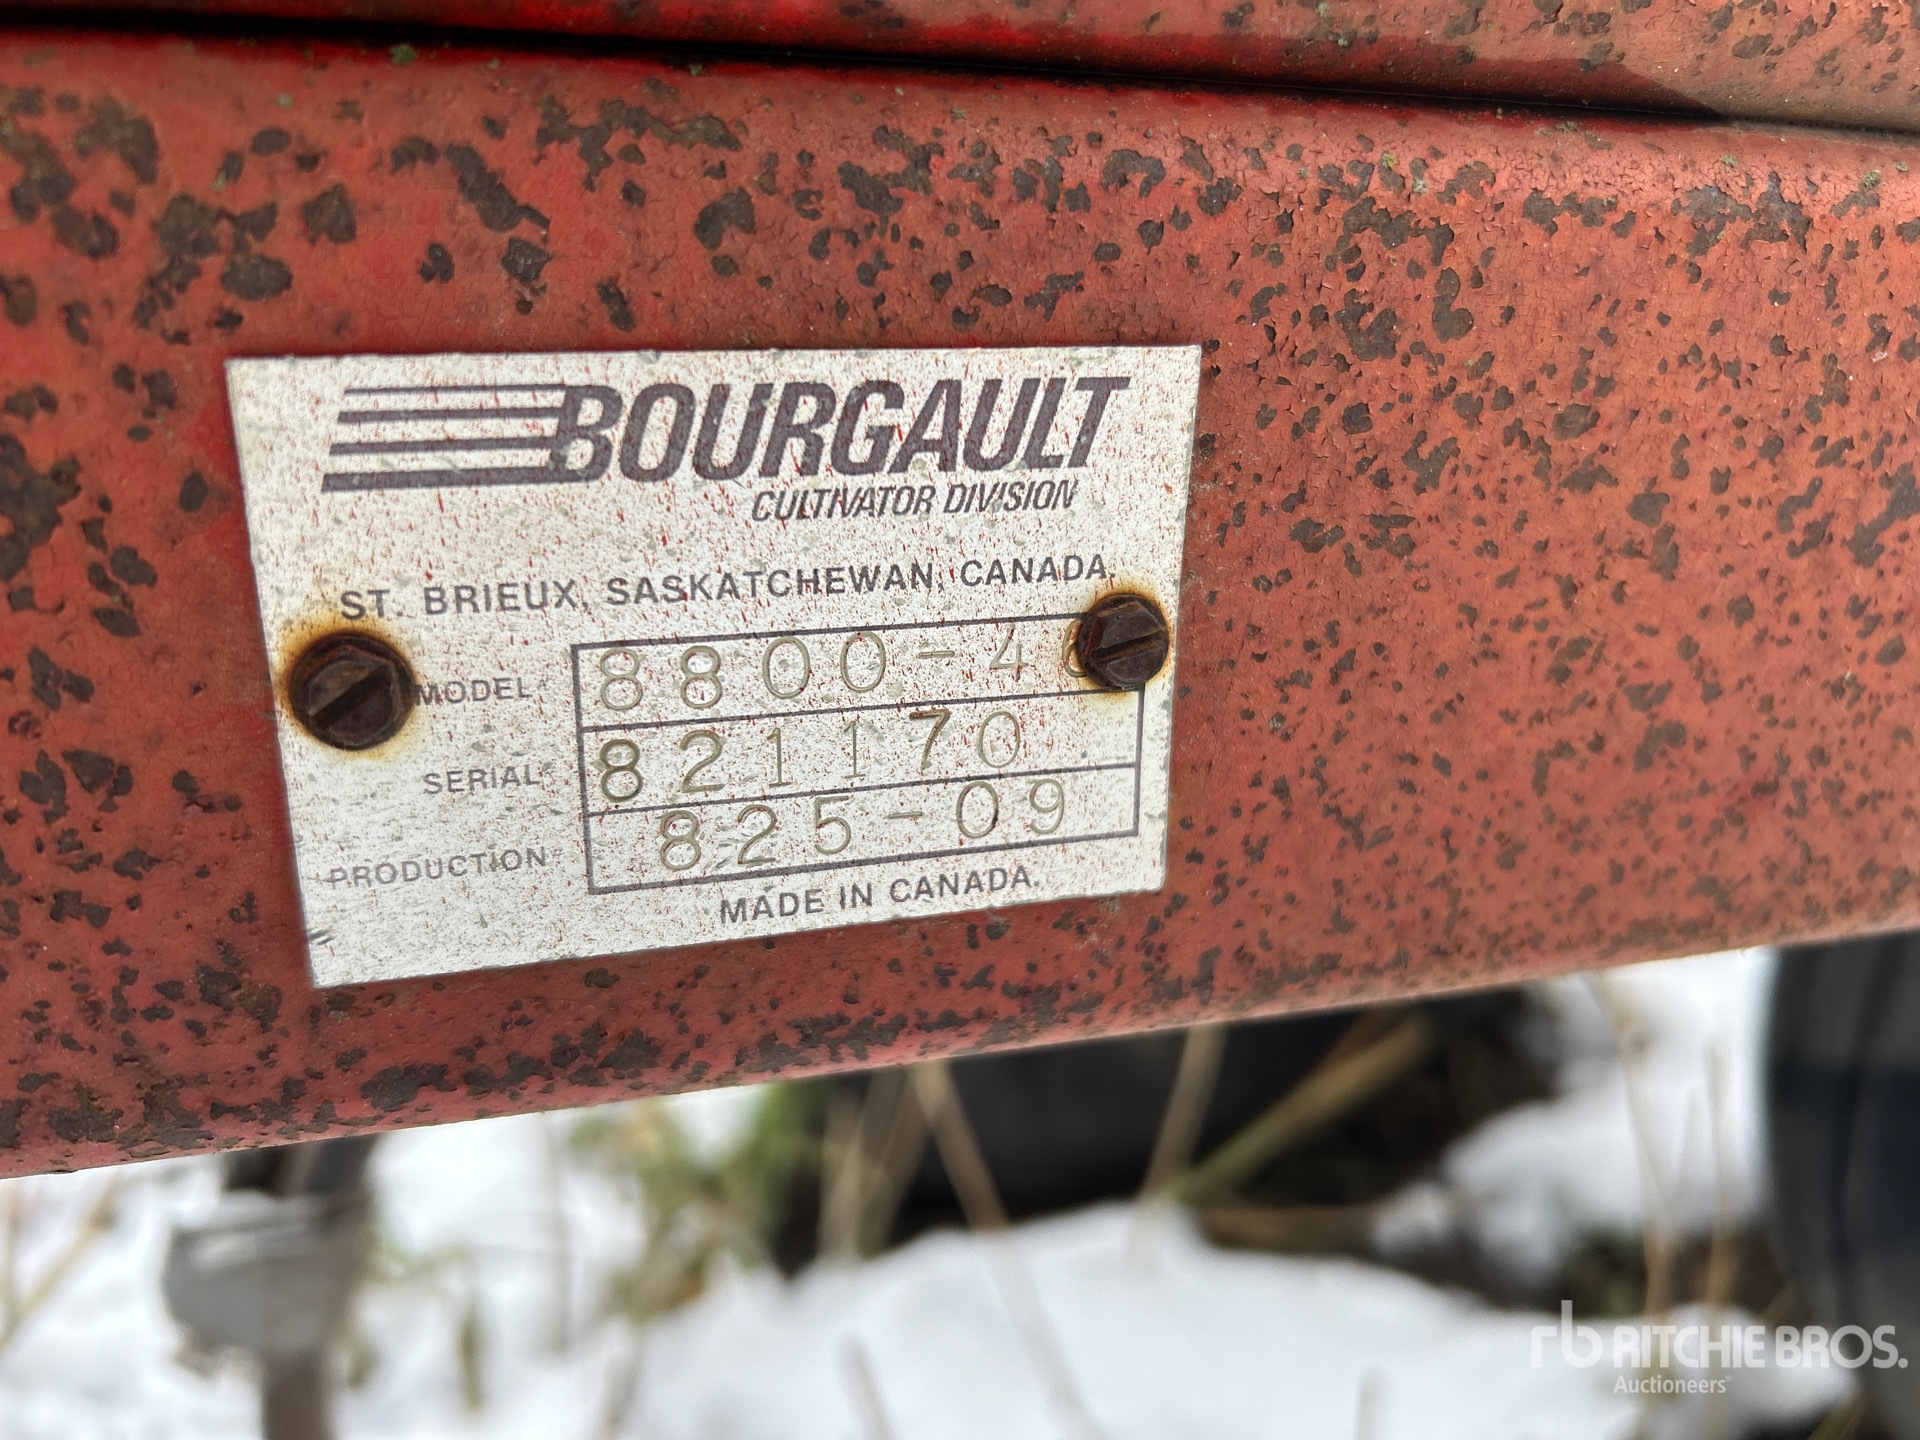 BOURGAULT
CULTIVATOR DIVISION
ST. BRIEUX, SASKATCHEWAN, CANADA.
MODEL 8800-4
SERIAL 821170
PRODUCTION 825-09
MADE IN CANADA.
rb RITCHIE BROS.
Auctioneers